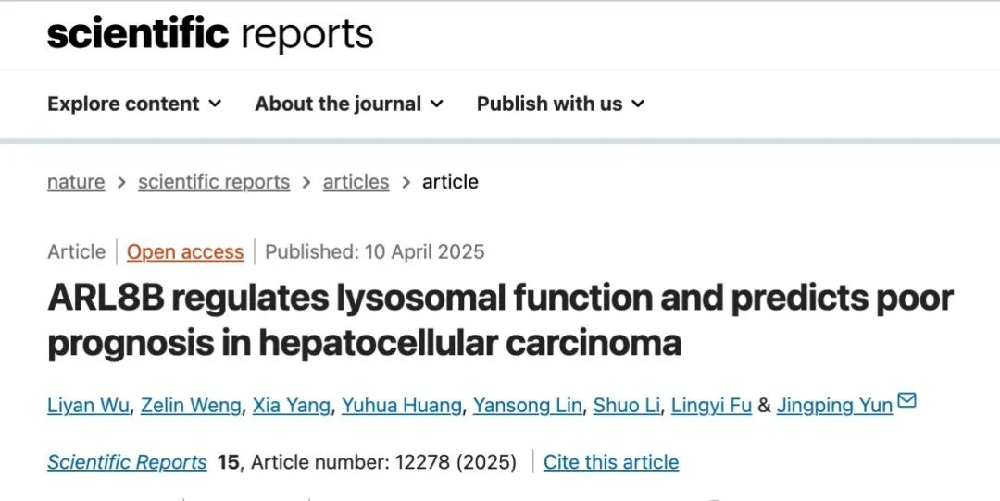 scientific reports
Explore content About the journal Publish with us
nature > scientific reports > articles > article
Article | Open access | Published: 10 April 2025
ARL8B regulates lysosomal function and predicts poor
prognosis in hepatocellular carcinoma
Liyan Wu, Zelin Weng, Xia Yang, Yuhua Huang, Yansong Lin, Shuo Li, Lingyi Fu & Jingping Yun
Scientific Reports 15, Article number: 12278 (2025) | Cite this article